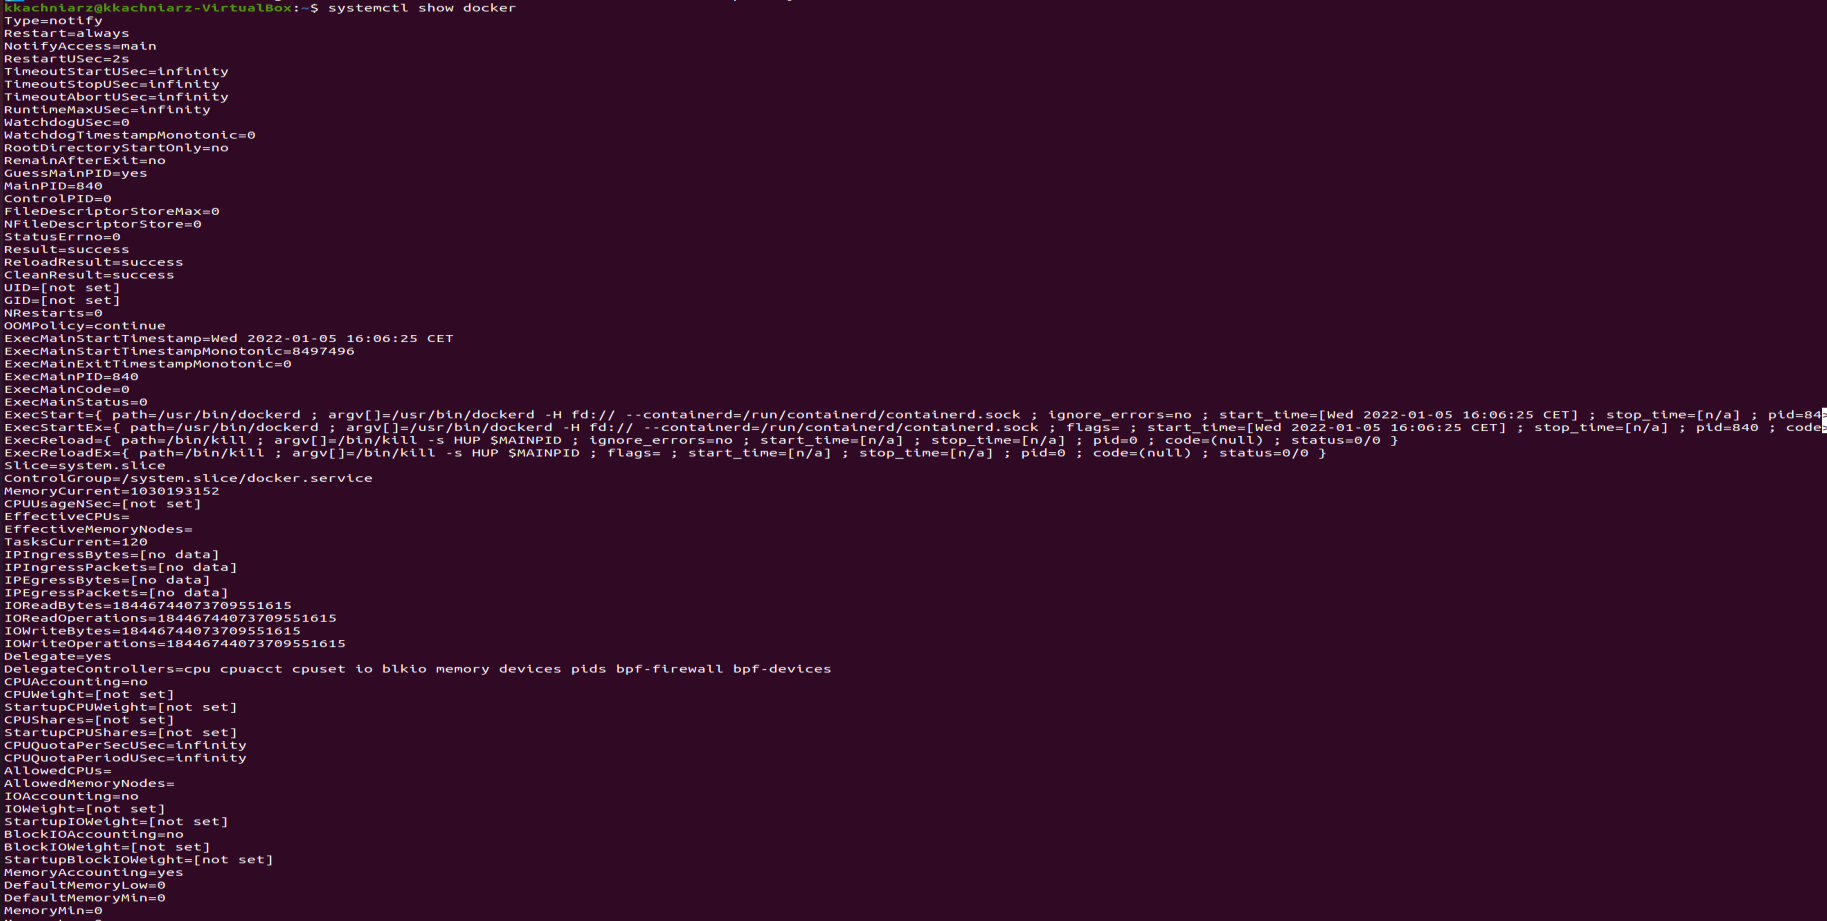 kkachniarz@kkachniarz-VirtualBox:~$ systemctl show docker
Type=notify
Restart=always
NotifyAccess=main
RestartUSec=2s
TimeoutStartUSec=infinity
TimeoutStopUSec=infinity
TimeoutAbortUSec=infinity
RuntimeMaxUSec=infinity
WatchdogUSec=0
WatchdogTimestampMonotonic=0
RootDirectoryStartOnly=no
RemainAfterExit=no
GuessMainPID=yes
MainPID=840
ControlPID=0
FileDescriptorStoreMax=0
NFileDescriptorStore=0
StatusErrno=0
Result=success
ReloadResult=success
CleanResult=success
UID=[not set]
GID=[not set]
NRestarts=0
OOMPolicy=continue
ExecMainStartTimestamp=Wed 2022-01-05 16:06:25 CET
ExecMainStartTimestampMonotonic=8497496
ExecMainExitTimestampMonotonic=0
ExecMainPID=840
ExecMainCode=0
ExecMainStatus=0
ExecStart={ path=/usr/bin/dockerd ; argv[]=/usr/bin/dockerd -H fd:// --containerd=/run/containerd/containerd.sock ; ignore_errors=no ; start_time=[Wed 2022-01-05 16:06:25 CET] ; stop_time=[n/a] ; pid=84>
ExecStartEx={ path=/usr/bin/dockerd ; argv[]=/usr/bin/dockerd -H fd:// --containerd=/run/containerd/containerd.sock ; flags= ; start_time=[Wed 2022-01-05 16:06:25 CET] ; stop_time=[n/a] ; pid=840 ; code>
ExecReload={ path=/bin/kill ; argv[]=/bin/kill -s HUP $MAINPID ; ignore_errors=no ; start_time=[n/a] ; stop_time=[n/a] ; pid=0 ; code=(null) ; status=0/0 }
ExecReloadEx={ path=/bin/kill ; argv[]=/bin/kill -s HUP $MAINPID ; flags= ; start_time=[n/a] ; stop_time=[n/a] ; pid=0 ; code=(null) ; status=0/0 }
Slice=system.slice
ControlGroup=/system.slice/docker.service
MemoryCurrent=1030193152
CPUUsageNSec=[not set]
EffectiveCPUs=
EffectiveMemoryNodes=
TasksCurrent=120
IPIngressBytes=[no data]
IPIngressPackets=[no data]
IPEgressBytes=[no data]
IPEgressPackets=[no data]
IOReadBytes=18446744073709551615
IOReadOperations=18446744073709551615
IOWriteBytes=18446744073709551615
IOWriteOperations=18446744073709551615
Delegate=yes
DelegateControllers=cpu cpuacct cpuset io blkio memory devices pids bpf-firewall bpf-devices
CPUAccounting=no
CPUWeight=[not set]
StartupCPUWeight=[not set]
CPUShares=[not set]
StartupCPUShares=[not set]
CPUQuotaPerSecUSec=infinity
CPUQuotaPeriodUSec=infinity
AllowedCPUs=
AllowedMemoryNodes=
IOAccounting=no
IOWeight=[not set]
StartupIOWeight=[not set]
BlockIOAccounting=no
BlockIOWeight=[not set]
StartupBlockIOWeight=[not set]
MemoryAccounting=yes
DefaultMemoryLow=0
DefaultMemoryMin=0
MemoryMin=0